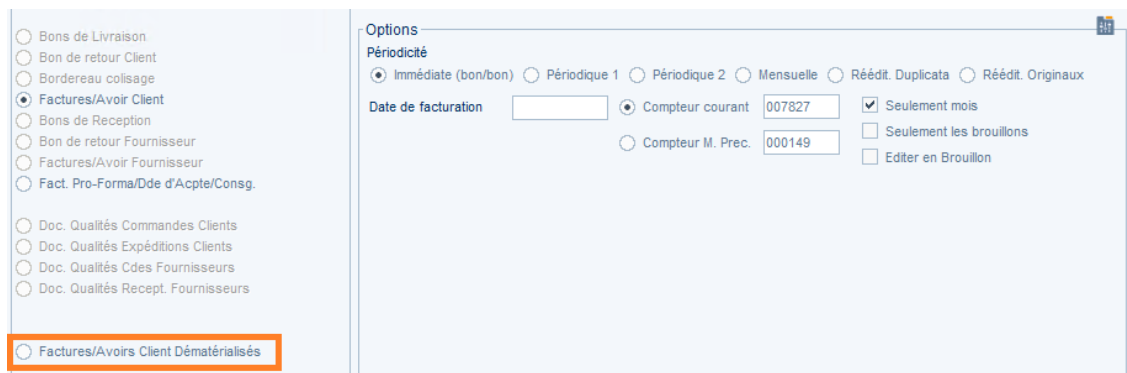 Bons de Livraison
Bon de retour Client
Bordereau colisage
Factures/Avoir Client
Bons de Reception
Bon de retour Fournisseur
Factures/Avoir Fournisseur
Fact. Pro-Forma/Dde d'Acpte/Consg.
Doc. Qualités Commandes Clients
Doc. Qualités Expéditions Clients
Doc. Qualités Cdes Fournisseurs
Doc. Qualités Recept. Fournisseurs
Factures/Avoirs Client Dématérialisés
Options
Périodicité
Immédiate (bon/bon) Périodique 1 Périodique 2 Mensuelle Réédit. Duplicata Réédit. Originaux
Date de facturation Compteur courant 007827 Seulement mois
Seulement les brouillons
Compteur M. Prec. 000149
Editer en Brouillon